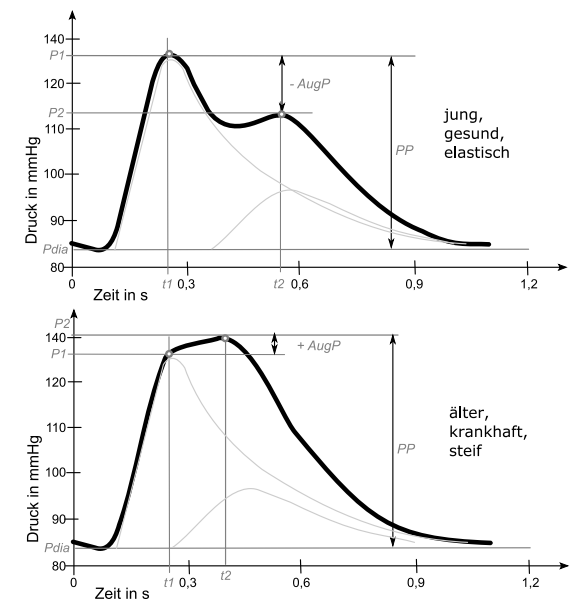 140
P1
120
P2
110
100
90
Pdia
80
Druck in mmHg
- AugP
PP
jung,
gesund,
elastisch
0
t1
0,3
t2
0,6
0,9
1,2
Zeit in s
P2
140
P1
120
110
100
90
Pdia
80
Druck in mmHg
+ AugP
PP
älter,
krankhaft,
steif
0
t1
0,3
t2
0,6
0,9
1,2
Zeit in s